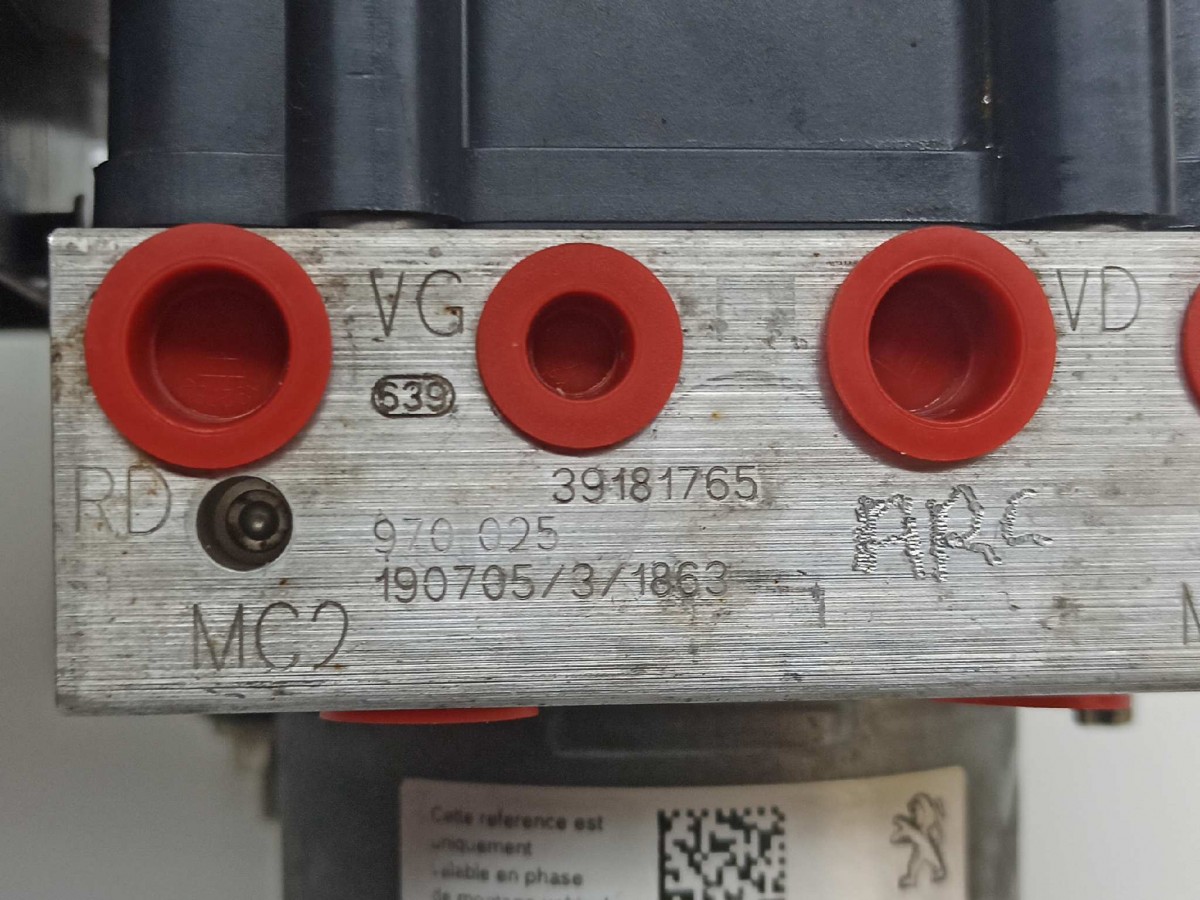 VG
VD
639
RD
39181765
970 025
190705/3/1863
ARC
MC2
Cette reference est
uniquement
valable en phase